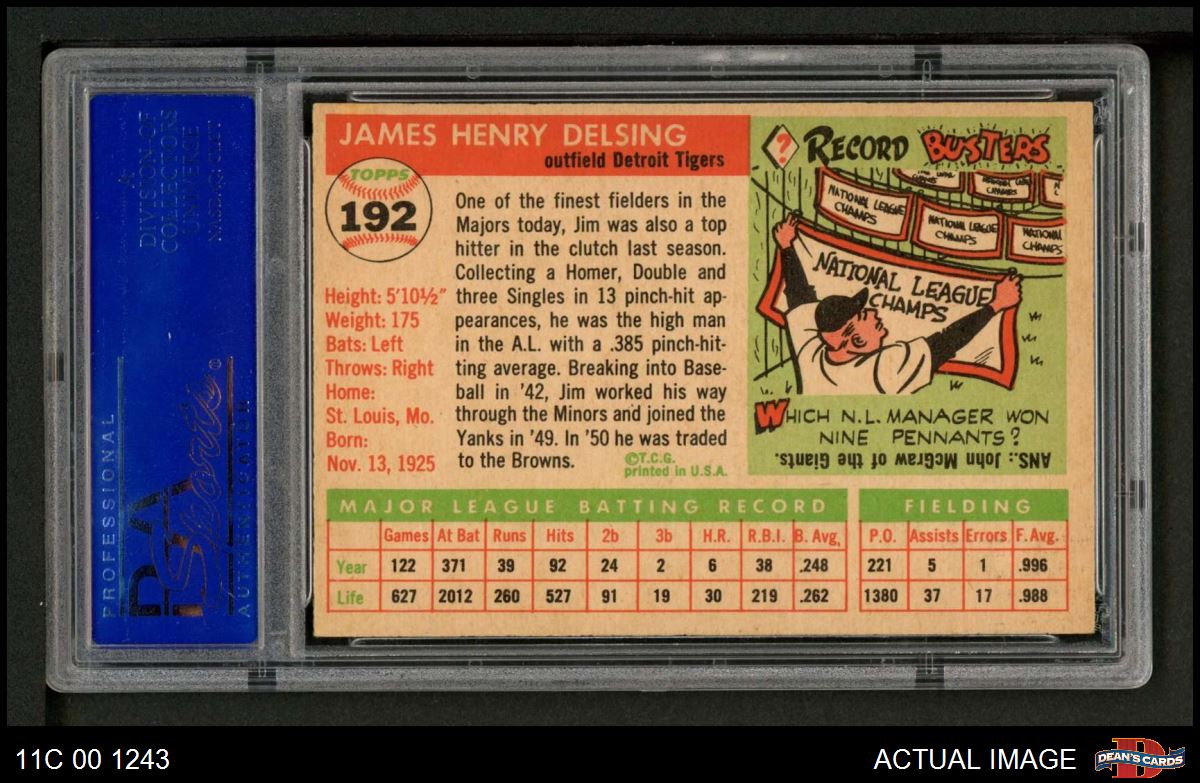 DIVISION OF
COLLECTORS
UNIVERSE
PROFESSIONAL
PSA
Sports
®
AUTHENTICATOR
JAMES HENRY DELSING
outfield Detroit Tigers
TOPPS
192
Height: 5'10½"
Weight: 175
Bats: Left
Throws: Right
Home:
St. Louis, Mo.
Born:
Nov. 13, 1925
One of the finest fielders in the
Majors today, Jim was also a top
hitter in the clutch last season.
Collecting a Homer, Double and
three Singles in 13 pinch-hit ap-
pearances, he was the high man
in the A.L. with a .385 pinch-hit-
ting average. Breaking into Base-
ball in '42, Jim worked his way
through the Minors and joined the
Yanks in '49. In '50 he was traded
to the Browns.
©T.C.G.
printed in U.S.A.
? RECORD BUSTERS
NATIONAL LEAGUE
CHAMPS
NATIONAL LEAGUE
CHAMPS
NATIONAL
CHAMPS
NATIONAL LEAGUE
CHAMPS
WHICH N.L. MANAGER WON
NINE PENNANTS?
ANS.: John McGraw of the Giants.
MAJOR LEAGUE BATTING RECORD
Games At Bat Runs Hits 2b 3b H.R. R.B.I. B. Avg,
Year 122 371 39 92 24 2 6 38 .248
Life 627 2012 260 527 91 19 30 219 .262
FIELDING
P.O. Assists Errors F. Avg.
221 5 1 .996
1380 37 17 .988
11C 00 1243
ACTUAL IMAGE
D
DEAN'S CARDS